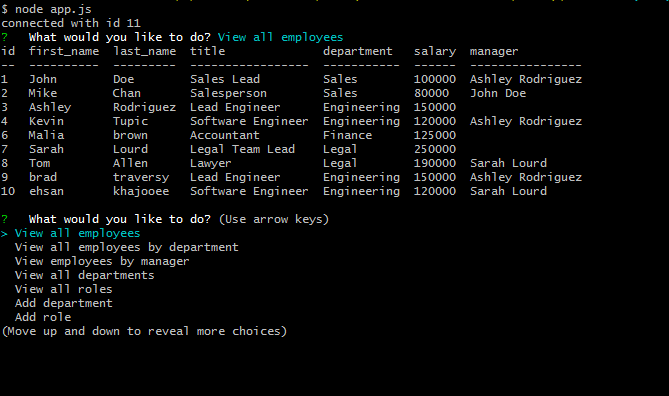 $ node app.js
connected with id 11
? What would you like to do? View all employees
id first_name last_name title department salary manager
-- ---------- --------- ----------------- ----------- ------ ----------------
1 John Doe Sales Lead Sales 100000 Ashley Rodriguez
2 Mike Chan Salesperson Sales 80000 John Doe
3 Ashley Rodriguez Lead Engineer Engineering 150000
4 Kevin Tupic Software Engineer Engineering 120000 Ashley Rodriguez
6 Malia brown Accountant Finance 125000
7 Sarah Lourd Legal Team Lead Legal 250000
8 Tom Allen Lawyer Legal 190000 Sarah Lourd
9 brad traversy Lead Engineer Engineering 150000 Ashley Rodriguez
10 ehsan khajooee Software Engineer Engineering 120000 Sarah Lourd
? What would you like to do? (Use arrow keys)
> View all employees
View all employees by department
View employees by manager
View all departments
View all roles
Add department
Add role
(Move up and down to reveal more choices)